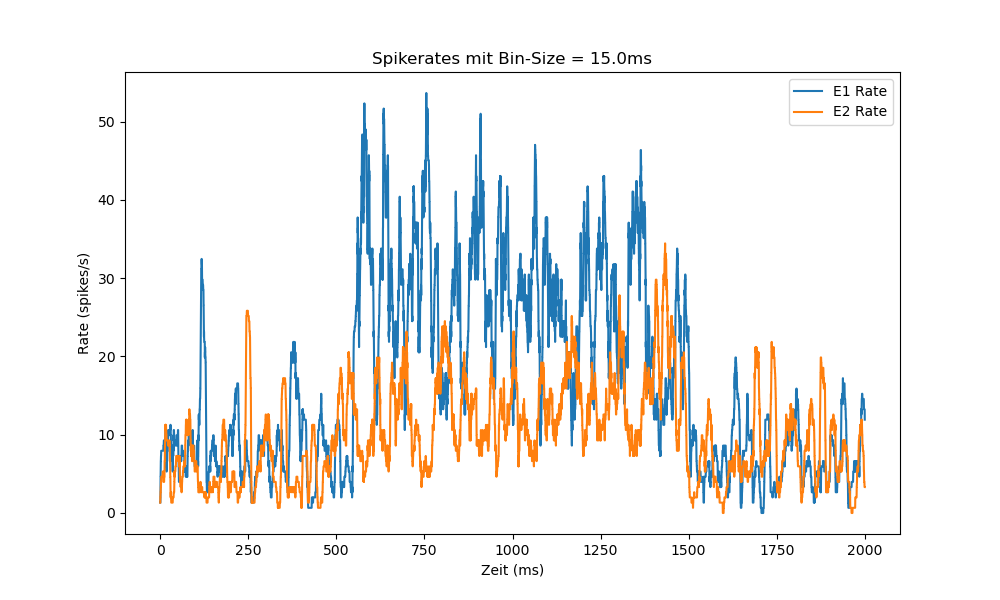 Spikerates mit Bin-Size = 15.0ms
E1 Rate
E2 Rate
Rate (spikes/s)
50
40
30
20
10
0
0 250 500 750 1000 1250 1500 1750 2000
Zeit (ms)